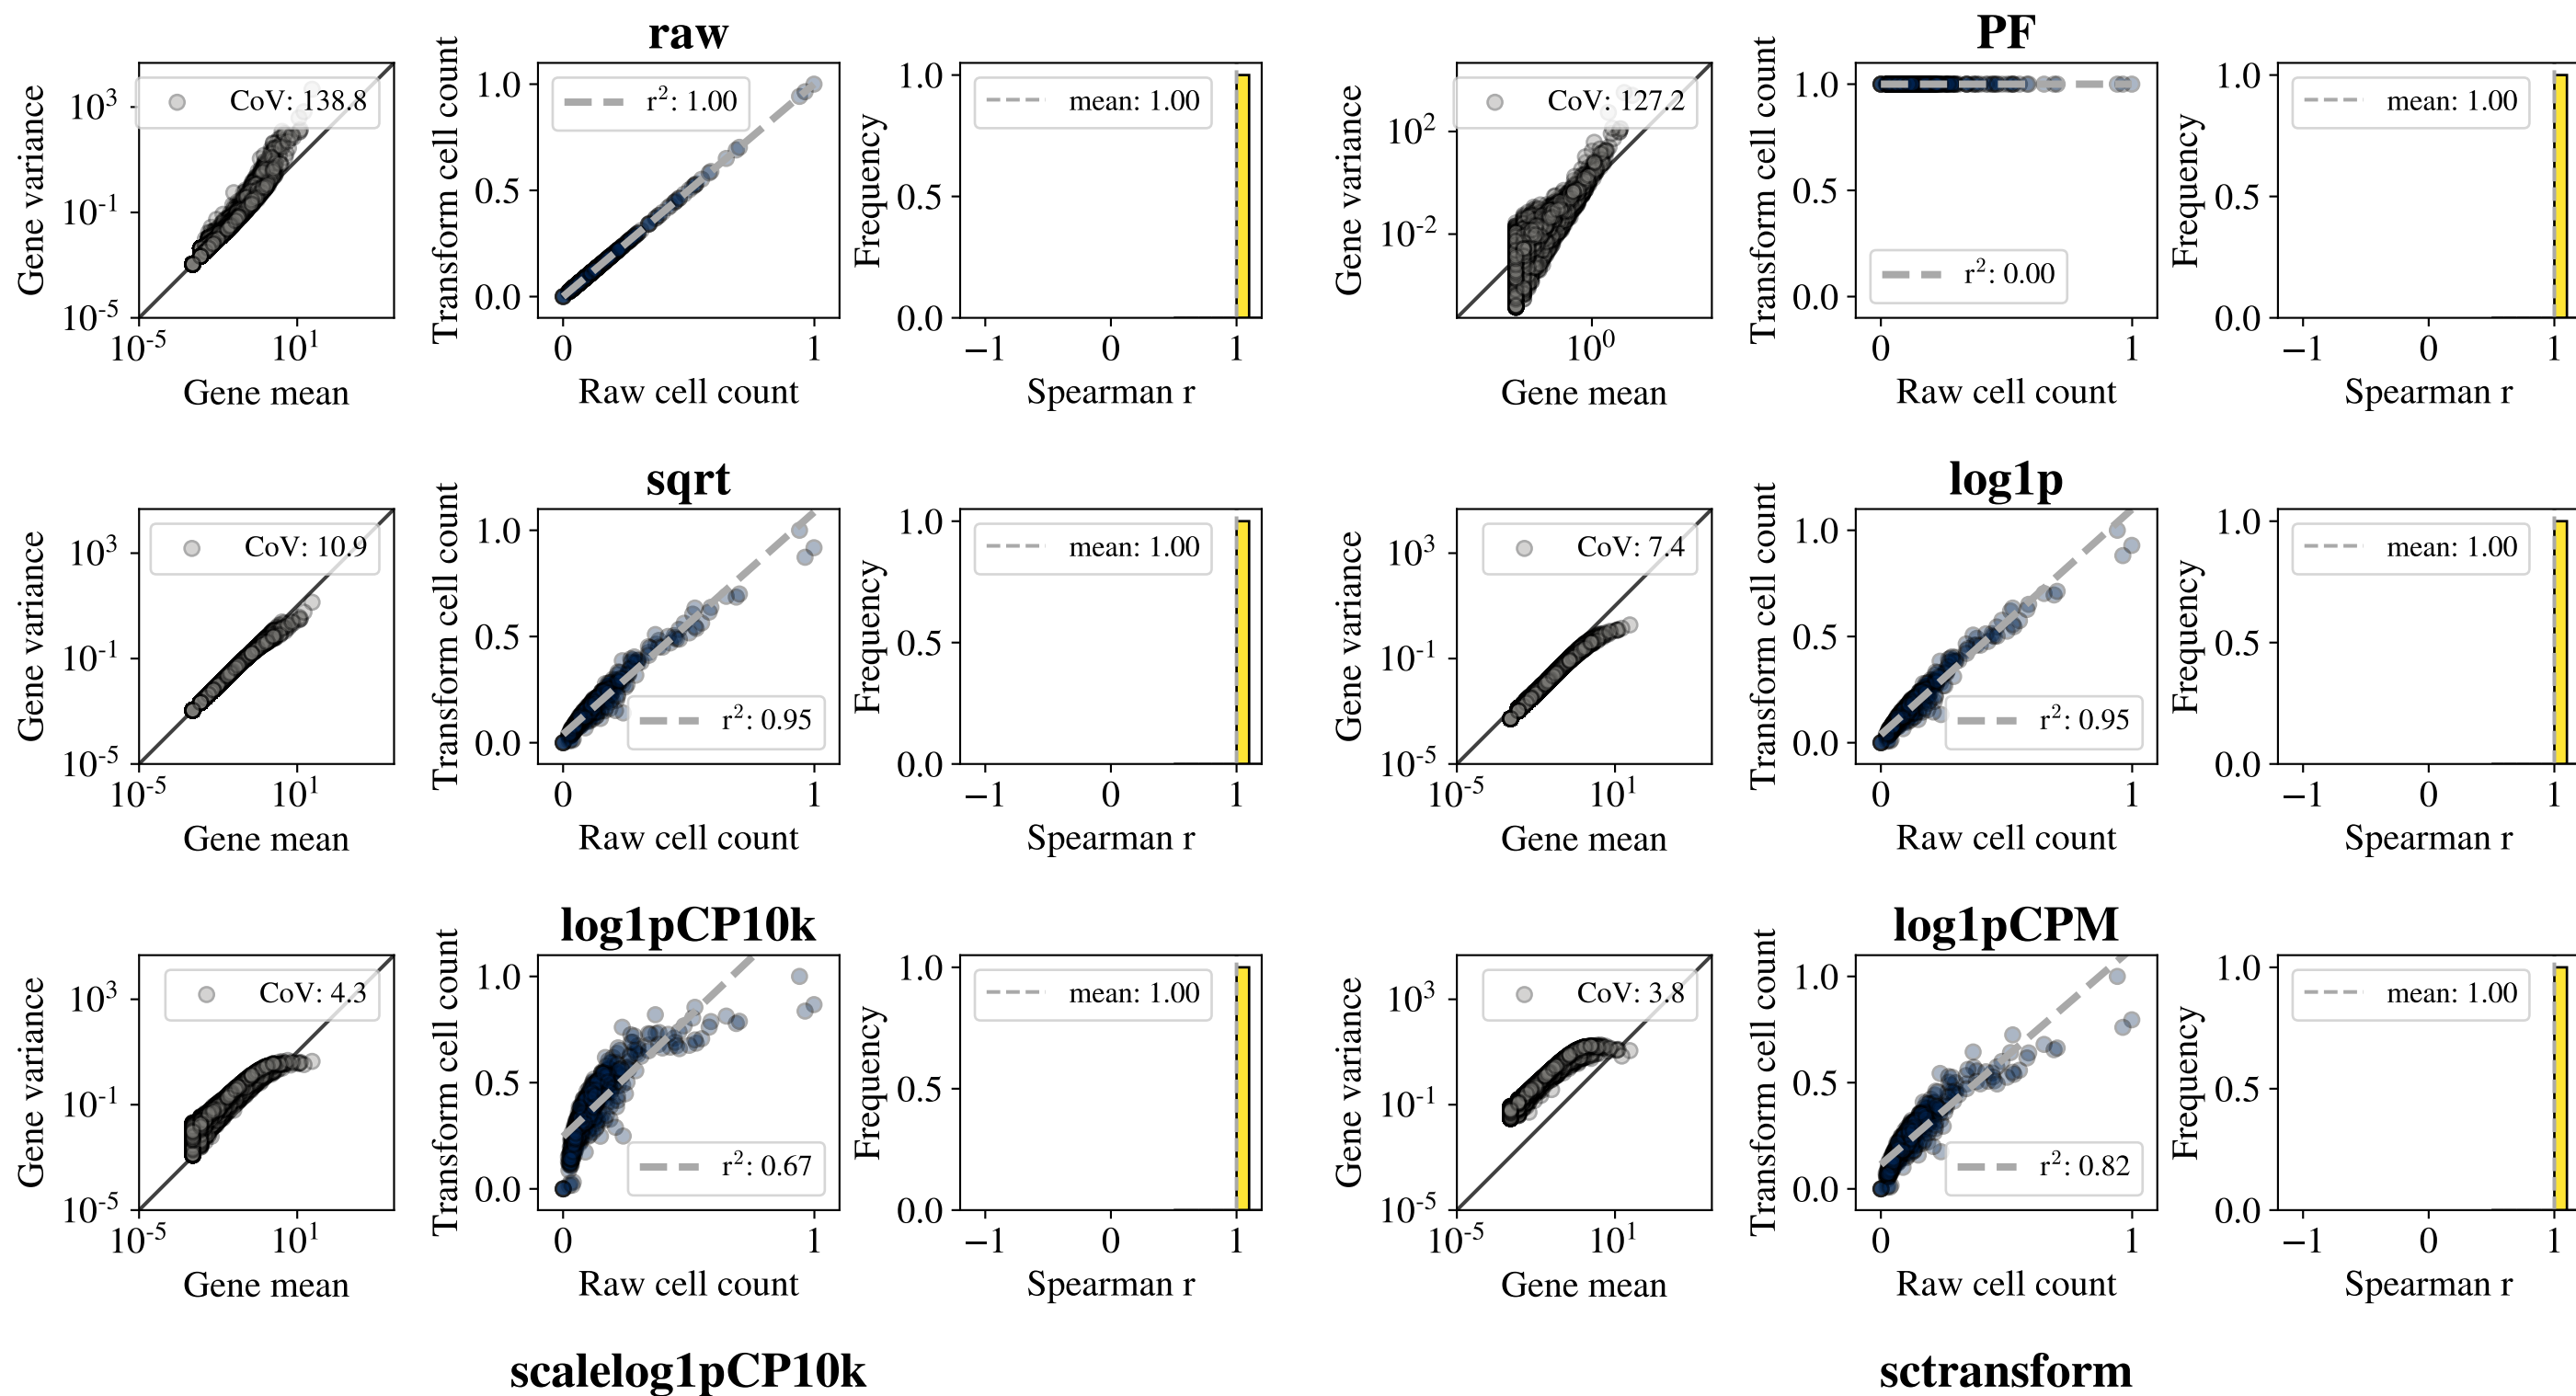 raw
Gene variance
10³
10⁻¹
10⁻⁵
CoV: 138.8
10⁻⁵
10¹
Gene mean
Transform cell count
1.0
0.5
0.0
r²: 1.00
0
1
Raw cell count
Frequency
1.0
0.5
0.0
mean: 1.00
−1
0
1
Spearman r
PF
Gene variance
10²
10⁻²
CoV: 127.2
10⁰
Gene mean
Transform cell count
1.0
0.5
0.0
r²: 0.00
0
1
Raw cell count
Frequency
1.0
0.5
0.0
mean: 1.00
−1
0
1
Spearman r
sqrt
Gene variance
10³
10⁻¹
10⁻⁵
CoV: 10.9
10⁻⁵
10¹
Gene mean
Transform cell count
1.0
0.5
0.0
r²: 0.95
0
1
Raw cell count
Frequency
1.0
0.5
0.0
mean: 1.00
−1
0
1
Spearman r
log1p
Gene variance
10³
10⁻¹
10⁻⁵
CoV: 7.4
10⁻⁵
10¹
Gene mean
Transform cell count
1.0
0.5
0.0
r²: 0.95
0
1
Raw cell count
Frequency
1.0
0.5
0.0
mean: 1.00
−1
0
1
Spearman r
log1pCP10k
Gene variance
10³
10⁻¹
10⁻⁵
CoV: 4.3
10⁻⁵
10¹
Gene mean
Transform cell count
1.0
0.5
0.0
r²: 0.67
0
1
Raw cell count
Frequency
1.0
0.5
0.0
mean: 1.00
−1
0
1
Spearman r
log1pCPM
Gene variance
10³
10⁻¹
10⁻⁵
CoV: 3.8
10⁻⁵
10¹
Gene mean
Transform cell count
1.0
0.5
0.0
r²: 0.82
0
1
Raw cell count
Frequency
1.0
0.5
0.0
mean: 1.00
−1
0
1
Spearman r
scalelog1pCP10k
sctransform